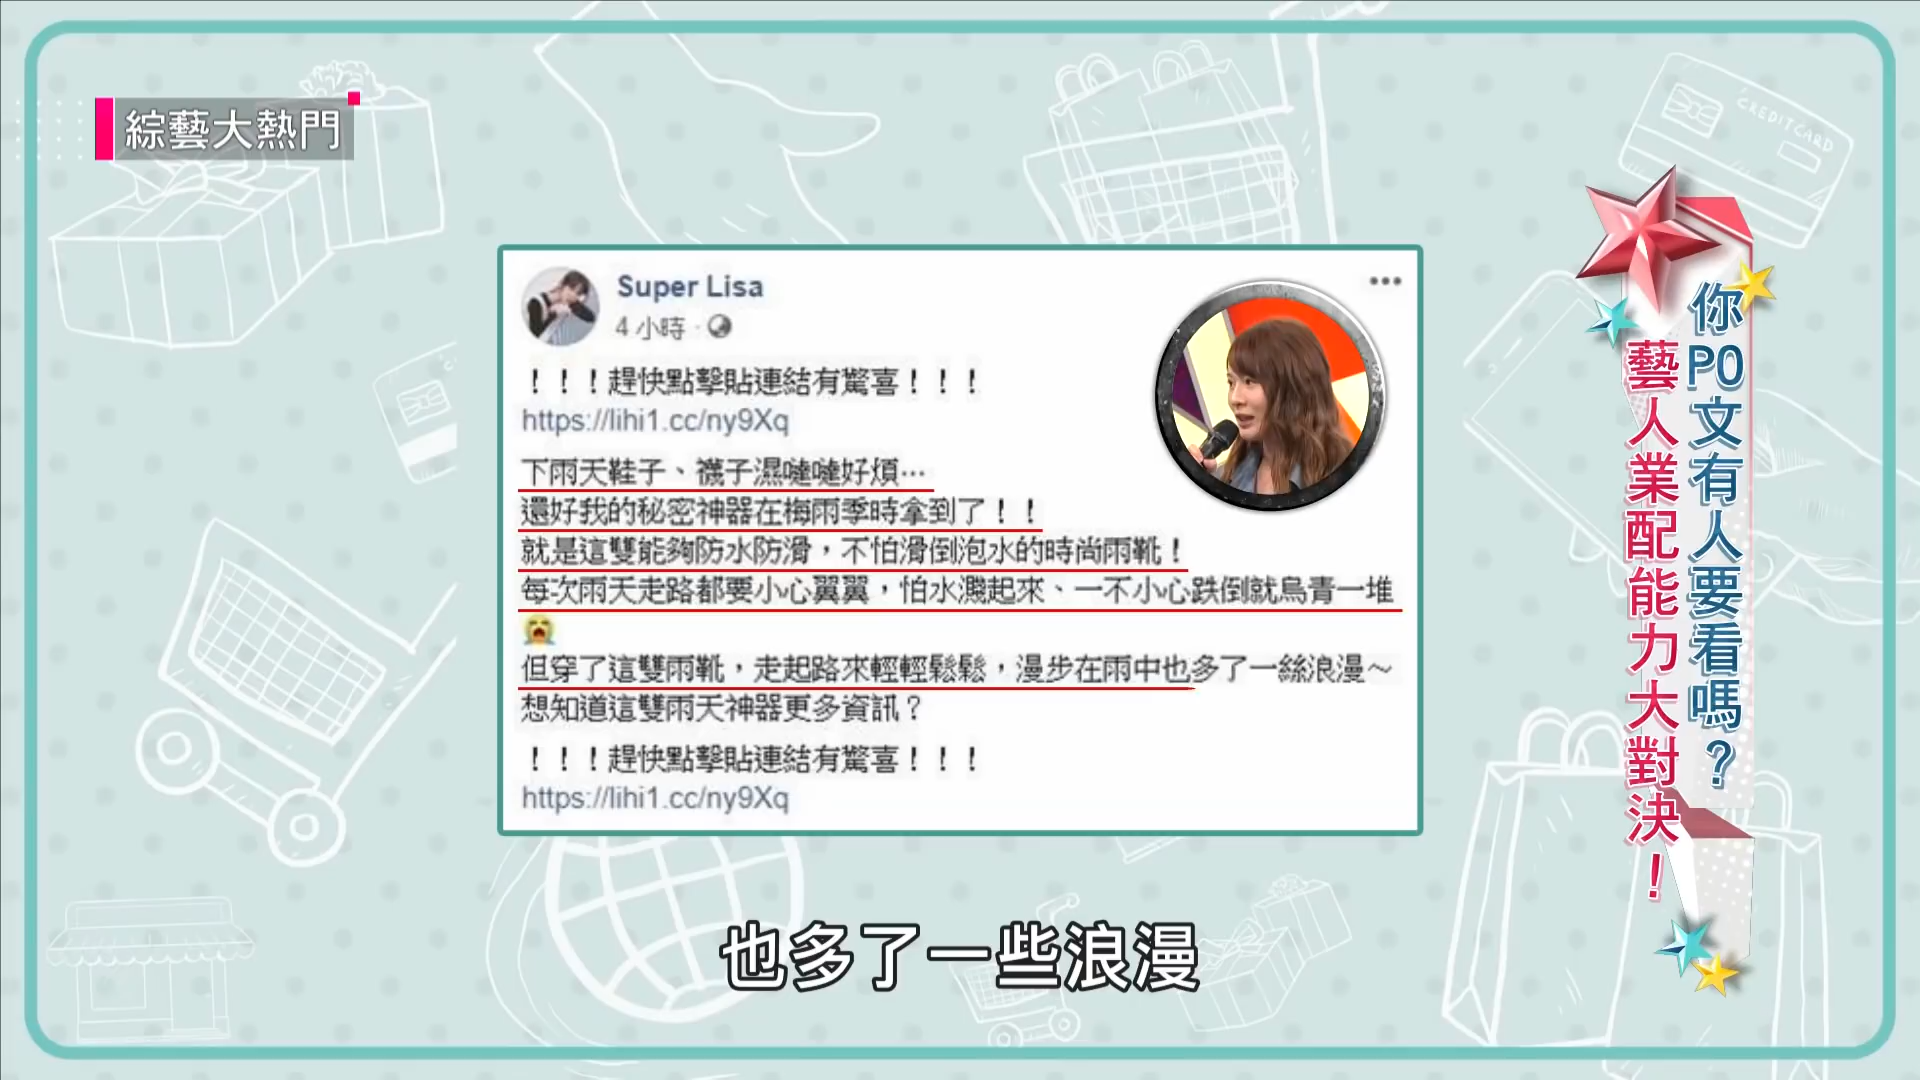 綜藝大熱門
CREDITCARD
Super Lisa
4 小時 ·
！！！趕快點擊貼連結有驚喜！！！
https://lihi1.cc/ny9Xq
下雨天鞋子、襪子濕噠噠好煩…
還好我的秘密神器在梅雨季時拿到了！！
就是這雙能夠防水防滑，不怕滑倒泡水的時尚雨靴！
每次雨天走路都要小心翼翼，怕水濺起來、一不小心跌倒就烏青一堆
但穿了這雙雨靴，走起路來輕輕鬆鬆，漫步在雨中也多了一絲浪漫～
想知道這雙雨天神器更多資訊？
！！！趕快點擊貼連結有驚喜！！！
https://lihi1.cc/ny9Xq
你PO文有人要看嗎？
藝人業配能力大對決！
也多了一些浪漫